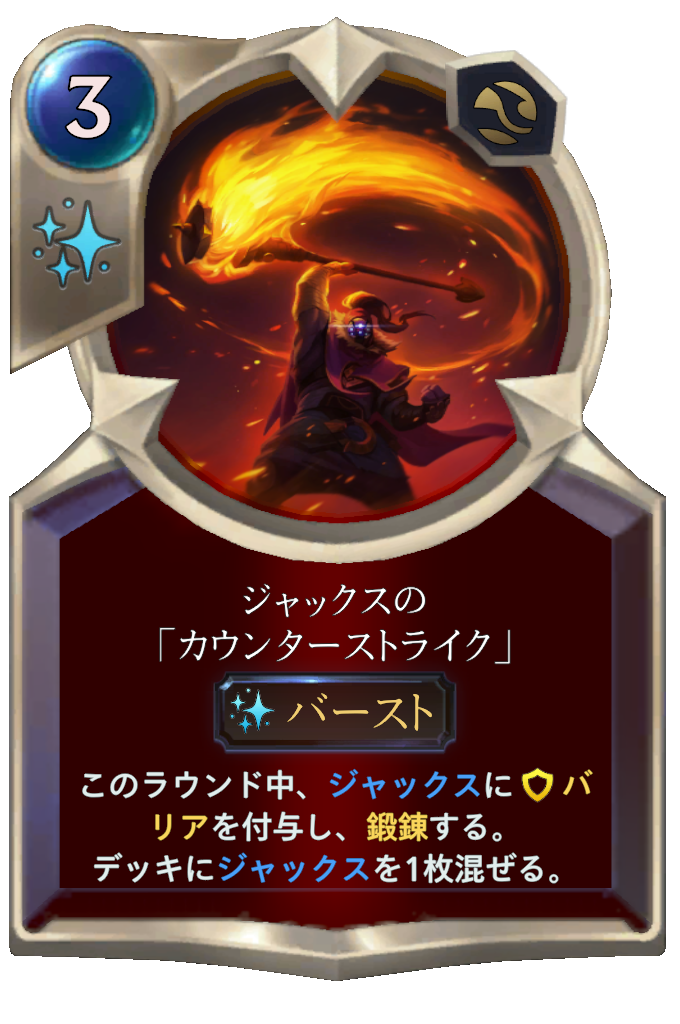 3
ジャックスの
「カウンターストライク」
バースト
このラウンド中、ジャックスにバ
リアを付与し、鍛錬する。
デッキにジャックスを1枚混ぜる。